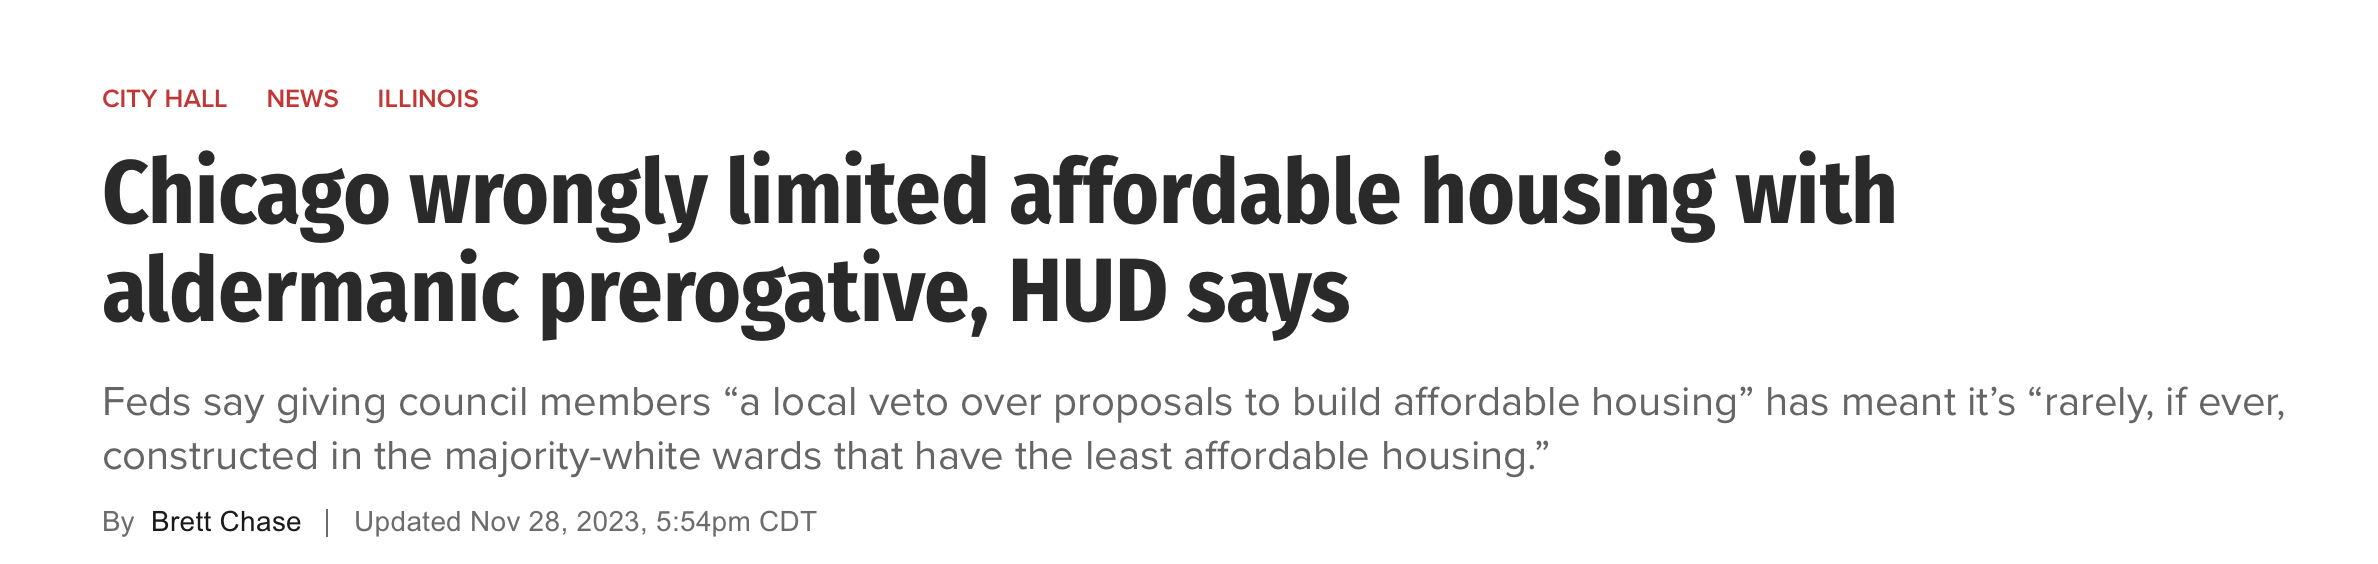 CITY HALL NEWS ILLINOIS
Chicago wrongly limited affordable housing with
aldermanic prerogative, HUD says
Feds say giving council members “a local veto over proposals to build affordable housing” has meant it’s “rarely, if ever,
constructed in the majority-white wards that have the least affordable housing.”
By Brett Chase | Updated Nov 28, 2023, 5:54pm CDT